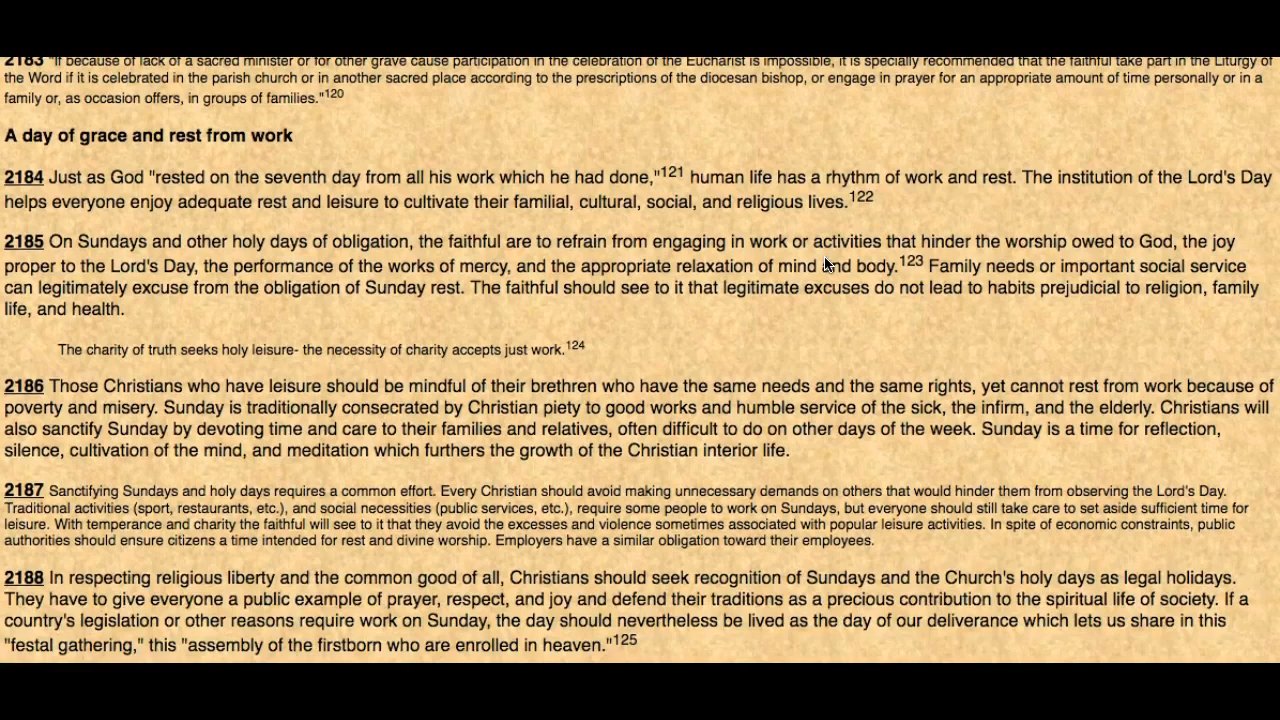 2183 "If because of lack of a sacred minister or for other grave cause participation in the celebration of the Eucharist is impossible, it is specially recommended that the faithful take part in the Liturgy of
the Word if it is celebrated in the parish church or in another sacred place according to the prescriptions of the diocesan bishop, or engage in prayer for an appropriate amount of time personally or in a
family or, as occasion offers, in groups of families."120
A day of grace and rest from work
2184 Just as God "rested on the seventh day from all his work which he had done,"121 human life has a rhythm of work and rest. The institution of the Lord's Day
helps everyone enjoy adequate rest and leisure to cultivate their familial, cultural, social, and religious lives.122
2185 On Sundays and other holy days of obligation, the faithful are to refrain from engaging in work or activities that hinder the worship owed to God, the joy
proper to the Lord's Day, the performance of the works of mercy, and the appropriate relaxation of mind and body.123 Family needs or important social service
can legitimately excuse from the obligation of Sunday rest. The faithful should see to it that legitimate excuses do not lead to habits prejudicial to religion, family
life, and health.
The charity of truth seeks holy leisure- the necessity of charity accepts just work.124
2186 Those Christians who have leisure should be mindful of their brethren who have the same needs and the same rights, yet cannot rest from work because of
poverty and misery. Sunday is traditionally consecrated by Christian piety to good works and humble service of the sick, the infirm, and the elderly. Christians will
also sanctify Sunday by devoting time and care to their families and relatives, often difficult to do on other days of the week. Sunday is a time for reflection,
silence, cultivation of the mind, and meditation which furthers the growth of the Christian interior life.
2187 Sanctifying Sundays and holy days requires a common effort. Every Christian should avoid making unnecessary demands on others that would hinder them from observing the Lord's Day.
Traditional activities (sport, restaurants, etc.), and social necessities (public services, etc.), require some people to work on Sundays, but everyone should still take care to set aside sufficient time for
leisure. With temperance and charity the faithful will see to it that they avoid the excesses and violence sometimes associated with popular leisure activities. In spite of economic constraints, public
authorities should ensure citizens a time intended for rest and divine worship. Employers have a similar obligation toward their employees.
2188 In respecting religious liberty and the common good of all, Christians should seek recognition of Sundays and the Church's holy days as legal holidays.
They have to give everyone a public example of prayer, respect, and joy and defend their traditions as a precious contribution to the spiritual life of society. If a
country's legislation or other reasons require work on Sunday, the day should nevertheless be lived as the day of our deliverance which lets us share in this
"festal gathering," this "assembly of the firstborn who are enrolled in heaven."125